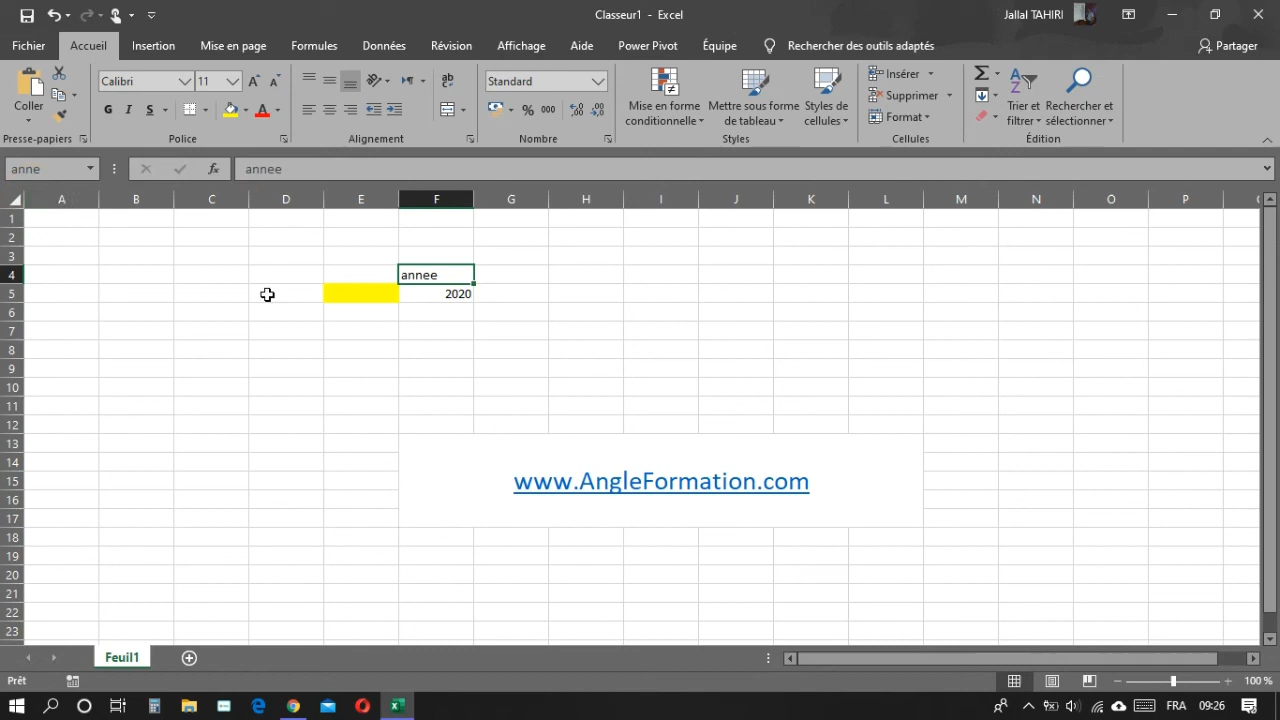 Classeur1 - Excel
Jallal TAHIRI
Fichier Accueil Insertion Mise en page Formules Données Révision Affichage Aide Power Pivot Équipe Rechercher des outils adaptés Partager
Coller
Calibri 11
G I S
Standard
% 000
Mise en forme conditionnelle
Mettre sous forme de tableau
Styles de cellules
Insérer
Supprimer
Format
Trier et filtrer
Rechercher et sélectionner
Presse-papiers Police Alignement Nombre Styles Cellules Édition
anne fx annee
A B C D E F G H I J K L M N O P
1
2
3
4 annee
5 2020
6
7
8
9
10
11
12
13
14
15 www.AngleFormation.com
16
17
18
19
20
21
22
23
Feuil1
Prêt 100 %
FRA 09:26